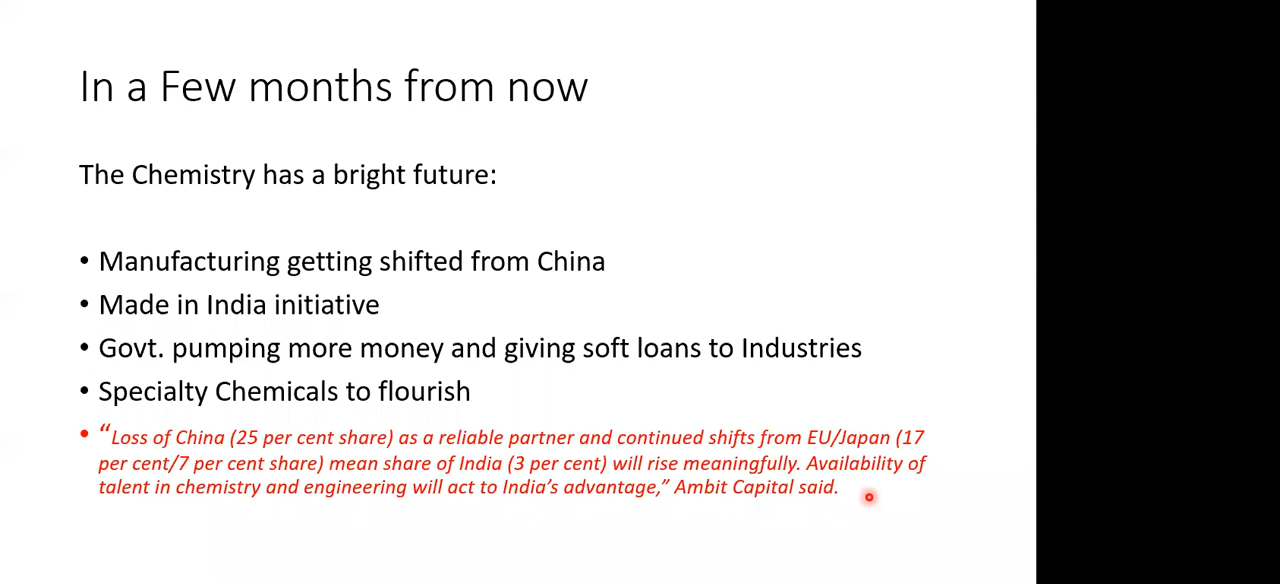 In a Few months from now
The Chemistry has a bright future:
• Manufacturing getting shifted from China
• Made in India initiative
• Govt. pumping more money and giving soft loans to Industries
• Specialty Chemicals to flourish
• “Loss of China (25 per cent share) as a reliable partner and continued shifts from EU/Japan (17
per cent/7 per cent share) mean share of India (3 per cent) will rise meaningfully. Availability of
talent in chemistry and engineering will act to India’s advantage,” Ambit Capital said.